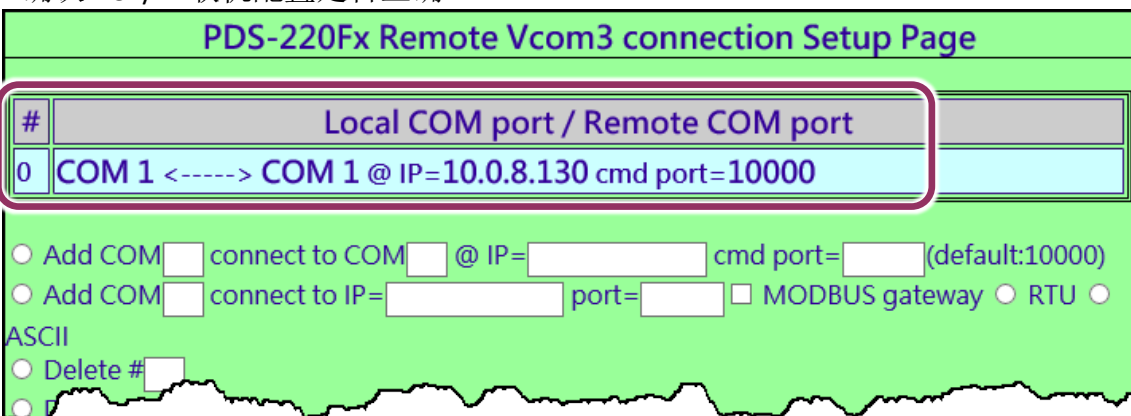 PDS-220Fx Remote Vcom3 connection Setup Page
# Local COM port / Remote COM port
0 COM 1 <-----> COM 1 @ IP=10.0.8.130 cmd port=10000
Add COM connect to COM @ IP= cmd port= (default:10000)
Add COM connect to IP= port= MODBUS gateway RTU
ASCII
Delete #